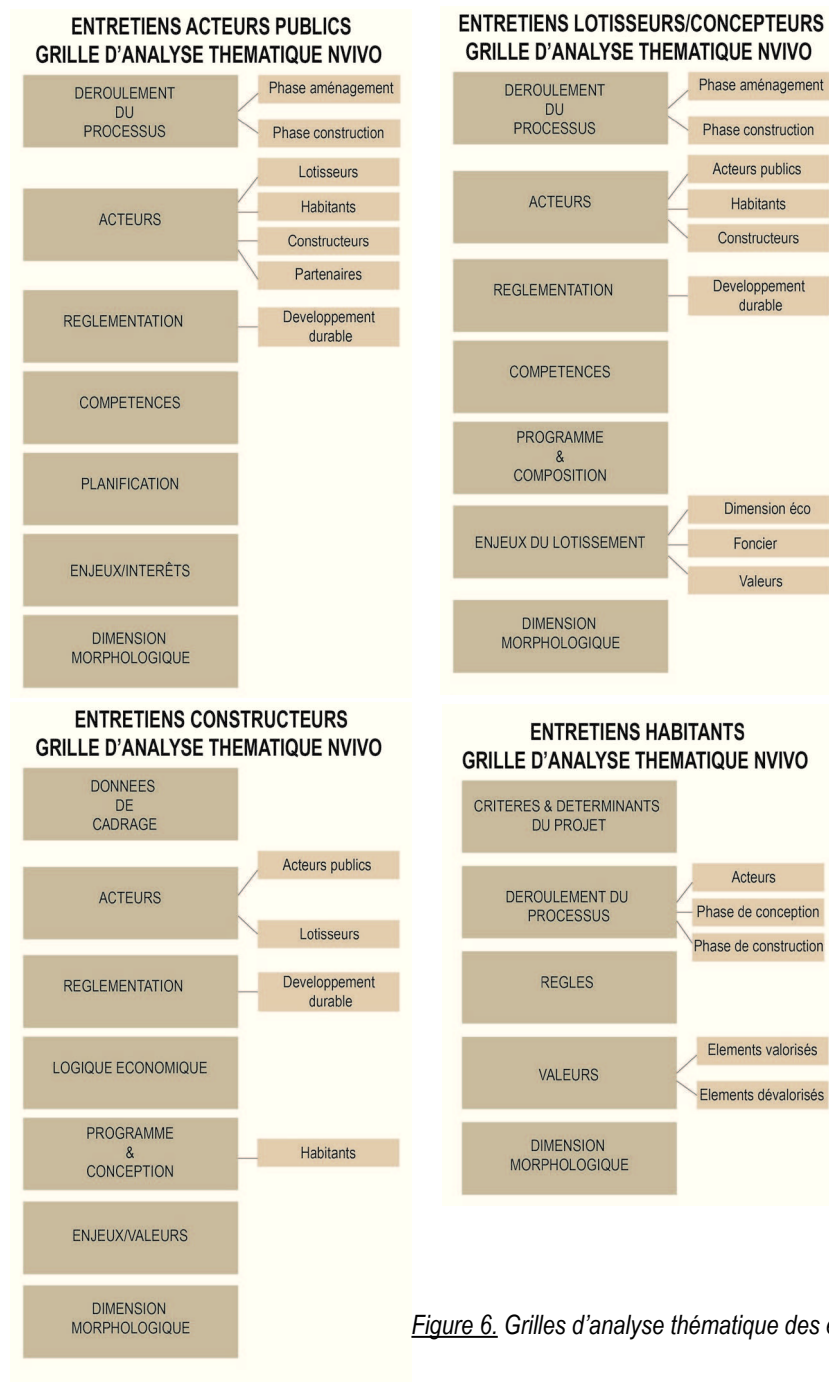 ENTRETIENS ACTEURS PUBLICS
GRILLE D'ANALYSE THEMATIQUE NVIVO
DEROULEMENT
DU
PROCESSUS
Phase aménagement
Phase construction
ACTEURS
Lotisseurs
Habitants
Constructeurs
Partenaires
REGLEMENTATION
Developpement
durable
COMPETENCES
PLANIFICATION
ENJEUX/INTERÊTS
DIMENSION
MORPHOLOGIQUE
ENTRETIENS LOTISSEURS/CONCEPTEURS
GRILLE D'ANALYSE THEMATIQUE NVIVO
DEROULEMENT
DU
PROCESSUS
Phase aménagement
Phase construction
ACTEURS
Acteurs publics
Habitants
Constructeurs
REGLEMENTATION
Developpement
durable
COMPETENCES
PROGRAMME
&
COMPOSITION
ENJEUX DU LOTISSEMENT
Dimension éco
Foncier
Valeurs
DIMENSION
MORPHOLOGIQUE
ENTRETIENS CONSTRUCTEURS
GRILLE D'ANALYSE THEMATIQUE NVIVO
DONNEES
DE
CADRAGE
ACTEURS
Acteurs publics
Lotisseurs
REGLEMENTATION
Developpement
durable
LOGIQUE ECONOMIQUE
PROGRAMME
&
CONCEPTION
Habitants
ENJEUX/VALEURS
DIMENSION
MORPHOLOGIQUE
ENTRETIENS HABITANTS
GRILLE D'ANALYSE THEMATIQUE NVIVO
CRITERES & DETERMINANTS
DU PROJET
DEROULEMENT DU
PROCESSUS
Acteurs
Phase de conception
Phase de construction
REGLES
VALEURS
Elements valorisés
Elements dévalorisés
DIMENSION
MORPHOLOGIQUE
Figure 6. Grilles d'analyse thématique des